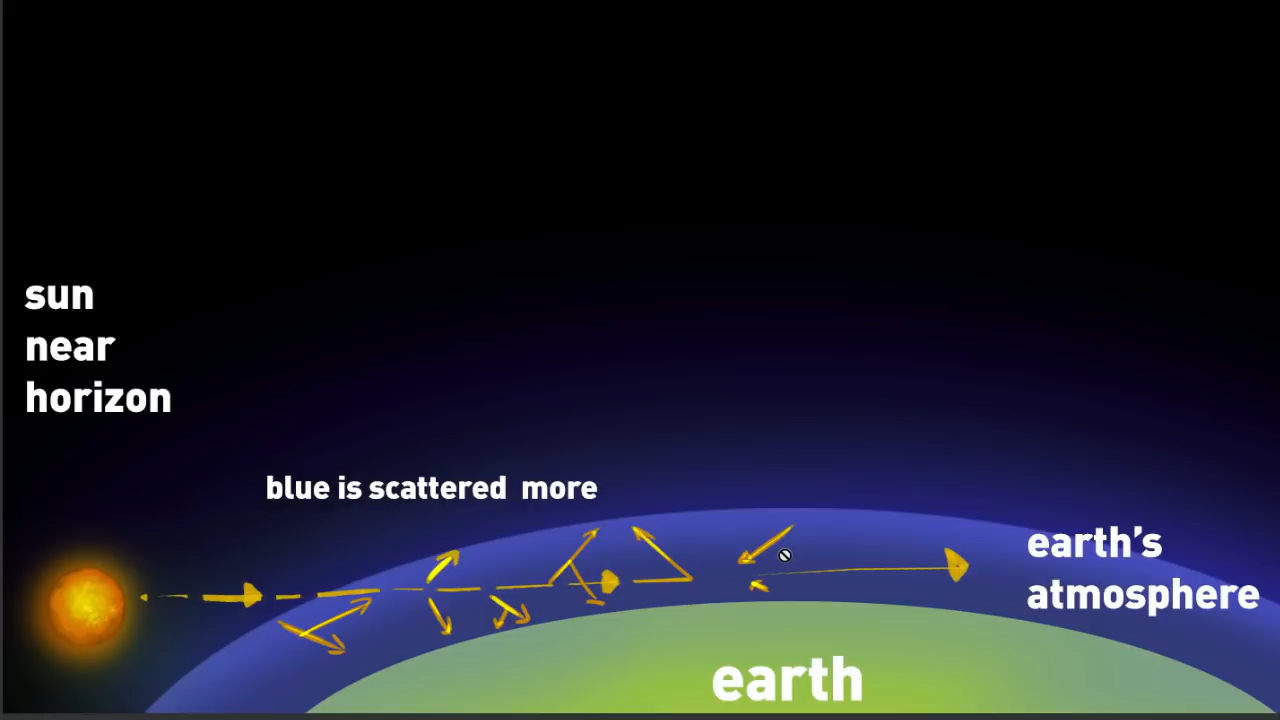 sun
near
horizon
blue is scattered more
earth's
atmosphere
earth